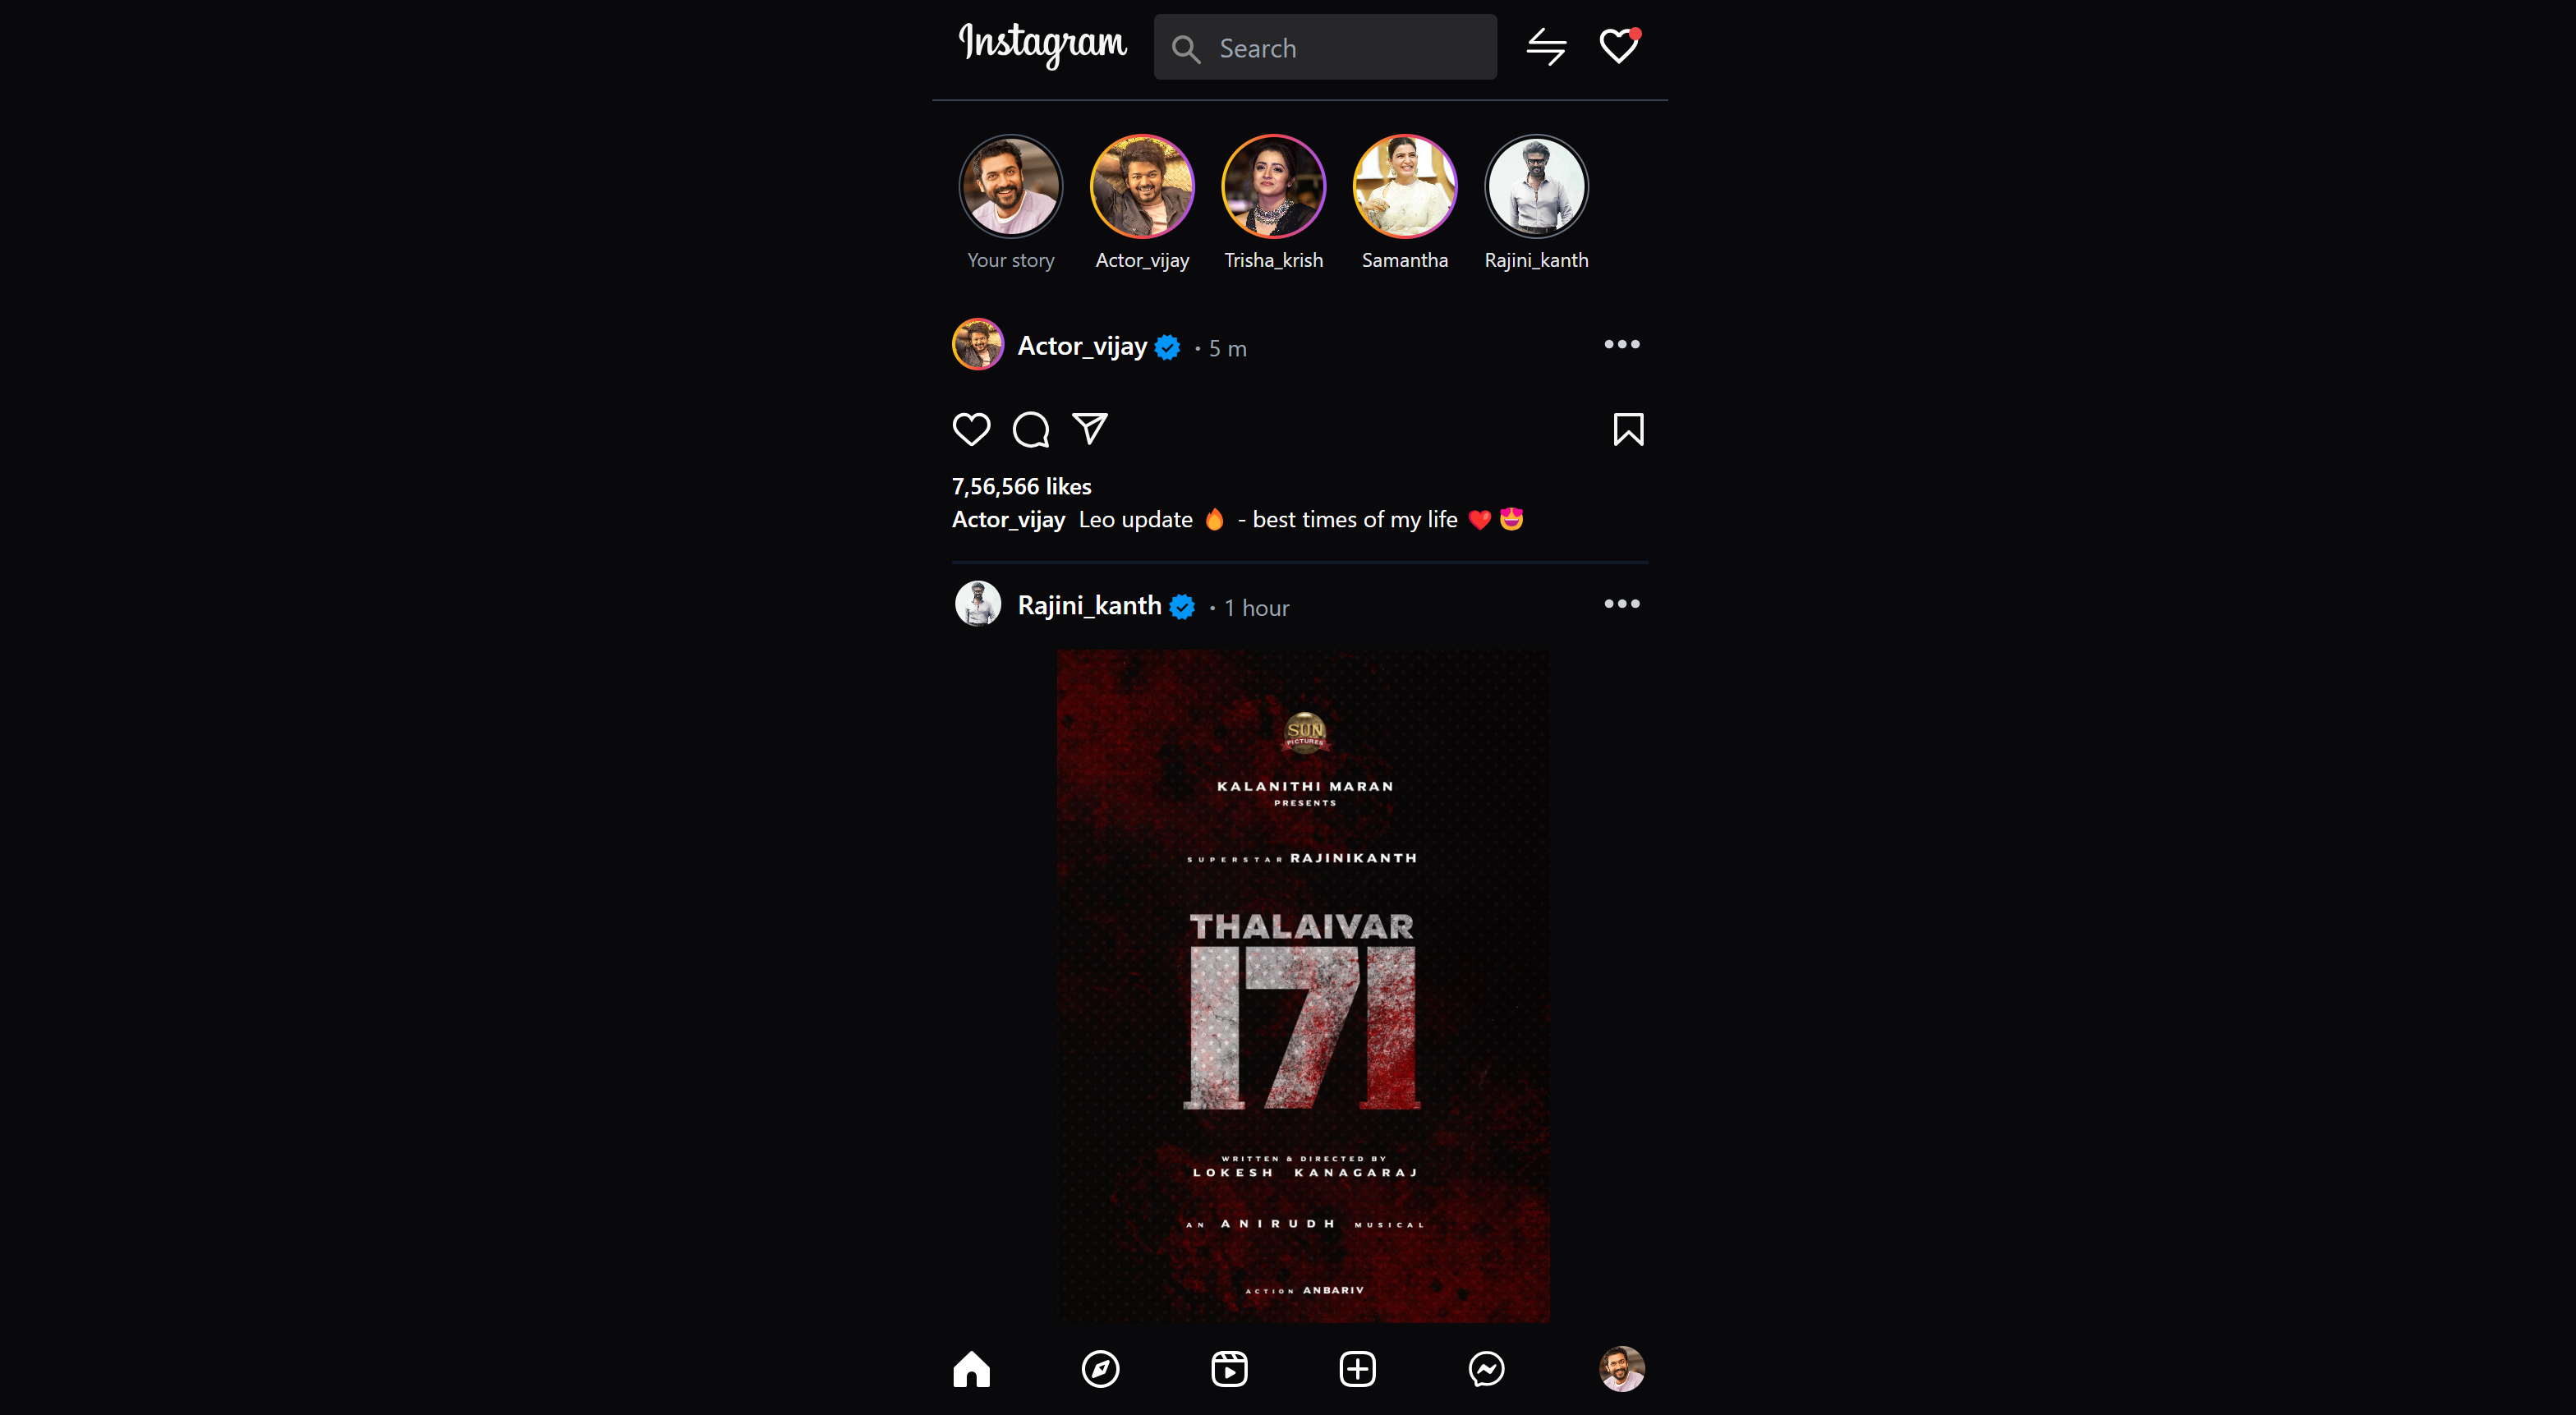 Instagram
Search
Your story
Actor_vijay
Trisha_krish
Samantha
Rajini_kanth
Actor_vijay • 5 m
7,56,566 likes
Actor_vijay Leo update 🔥 - best times of my life ❤️ 😍
Rajini_kanth • 1 hour
SUN
PICTURES
KALANITHI MARAN
PRESENTS
SUPERSTAR RAJINIKANTH
THALAIVAR
171
WRITTEN & DIRECTED BY
LOKESH KANAGARAJ
AN ANIRUDH MUSICAL
ACTION ANBARIV